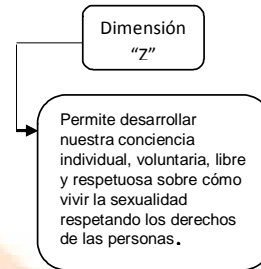 Dimensión
“Z”
Permite desarrollar
nuestra conciencia
individual, voluntaria, libre
y respetuosa sobre cómo
vivir la sexualidad
respetando los derechos
de las personas.